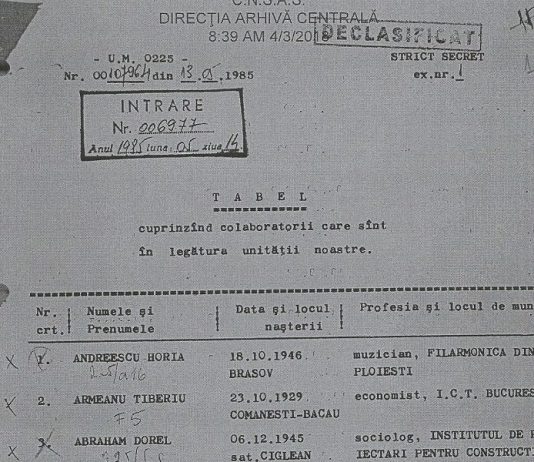 C.N.S.A.S.
DIRECȚIA ARHIVĂ CENTRALĂ
8:39 AM 4/3/2018 DECLASIFICAT
- U.M. 0225 - STRICT SECRET
Nr. 00107964 din 13.05.1985 ex.nr. 1
INTRARE
Nr. 006977
Anul 1985 luna 05 ziua 14
T A B E L
cuprinzînd colaboratorii care sînt
în legătura unității noastre.
Nr. crt. Numele și Prenumele Data și locul nașterii Profesia și locul de mun
X 1. ANDREESCU HORIA 18.10.1946 muzician, FILARMONICA DIN
BRASOV PLOIESTI
X 2. ARMEANU TIBERIU 23.10.1929 economist, I.C.T. BUCURES
F5 COMANESTI-BACAU
X 3. ABRAHAM DOREL 06.12.1945 sociolog, INSTITUTUL DE
sat.CIGLEAN IECTARI PENTRU CONSTRUCTI